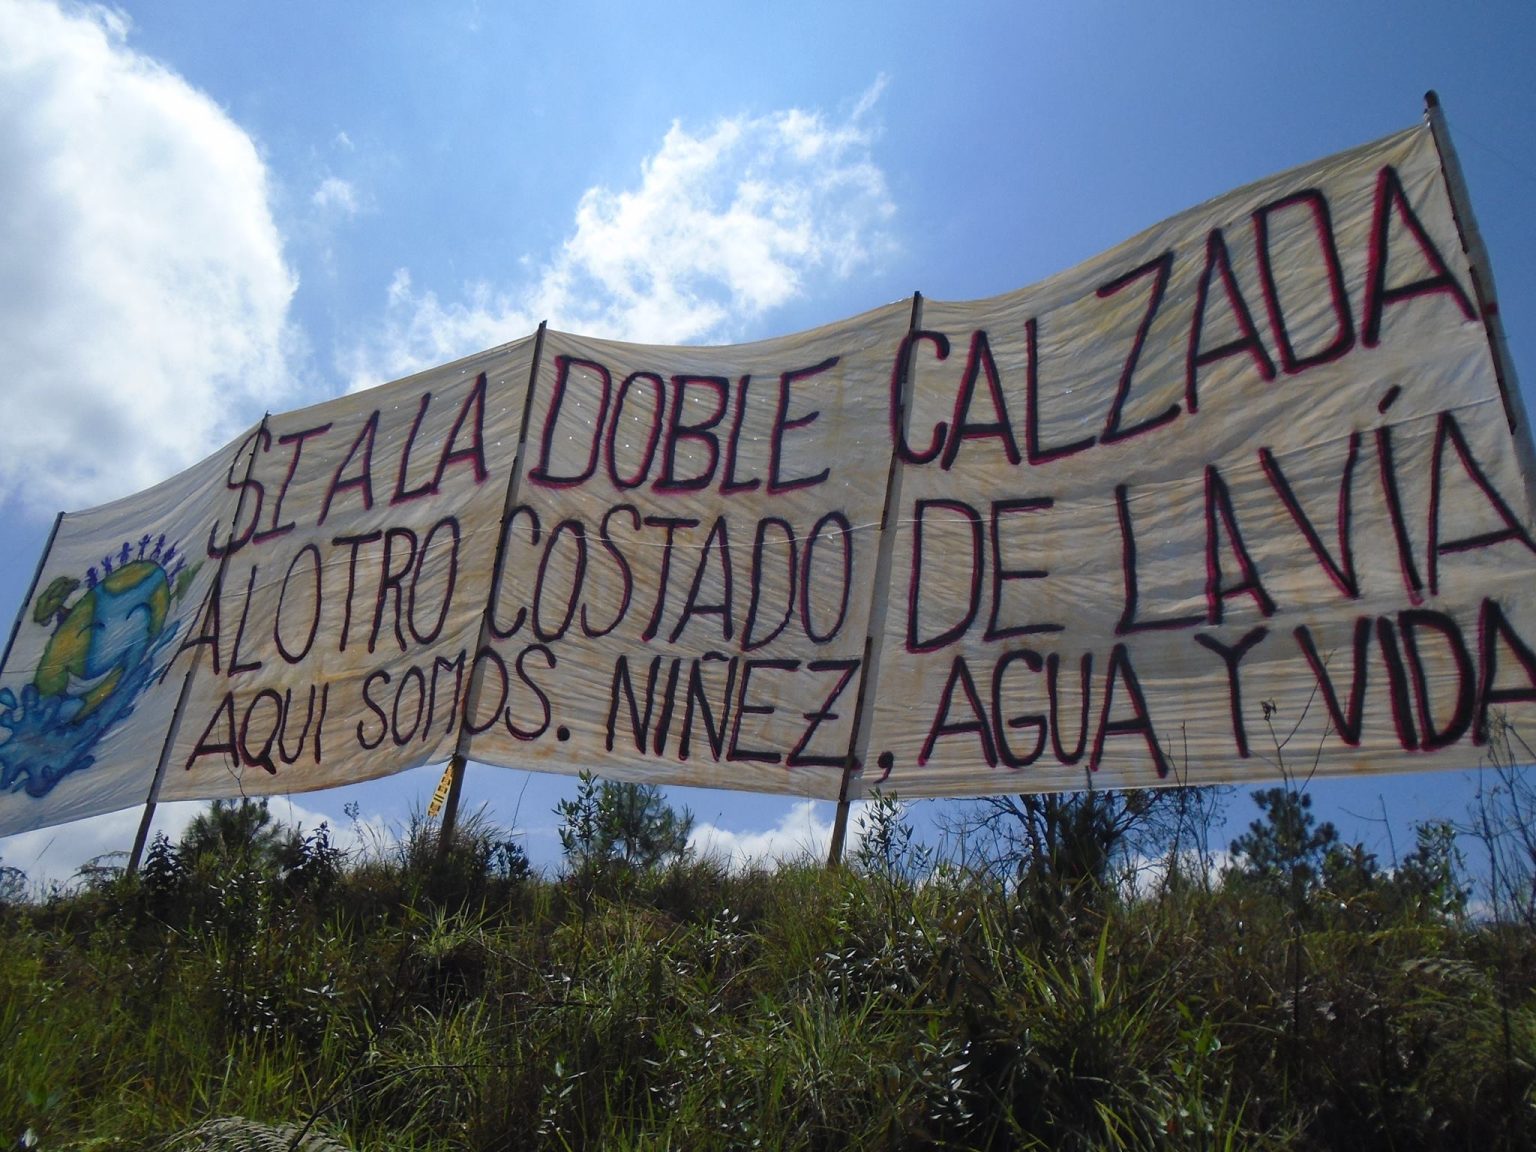 SI A LA DOBLE CALZADA
AL OTRO COSTADO DE LA VÍA
AQUI SOMOS. NIÑEZ, AGUA Y VIDA